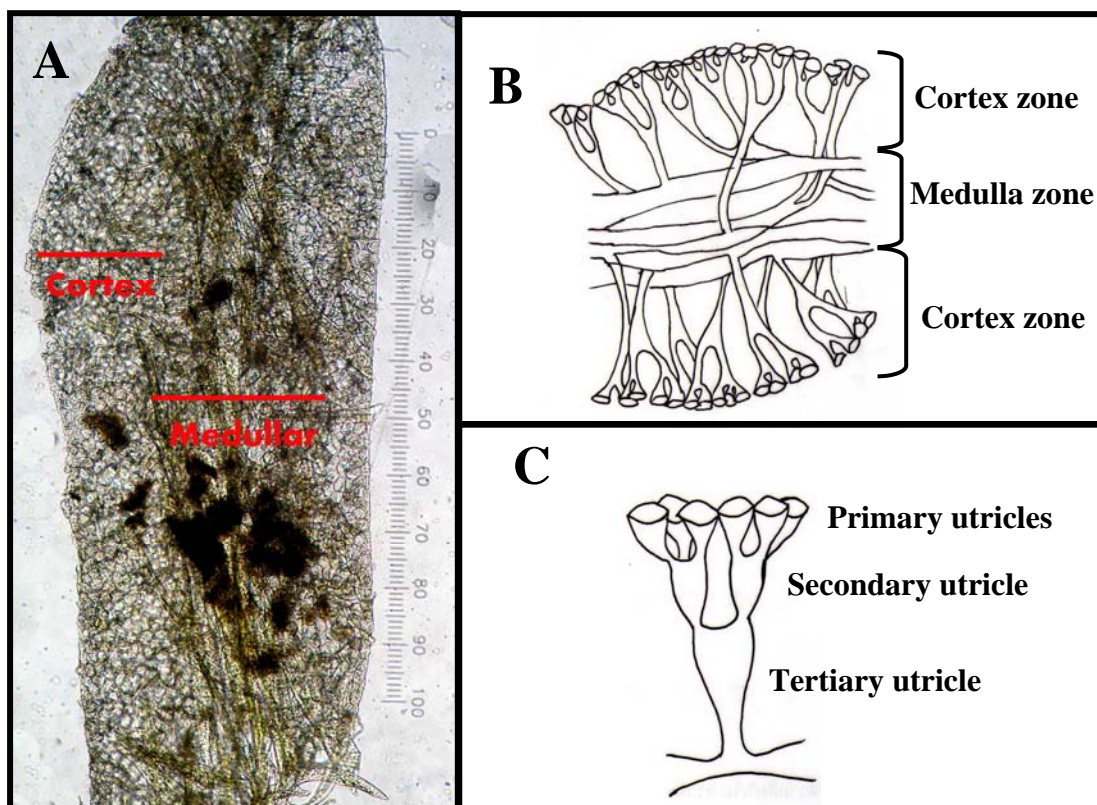 A
0
10
20
30
40
50
60
70
80
90
100
Cortex
Medullar
B
Cortex zone
Medulla zone
Cortex zone
C
Primary utricles
Secondary utricle
Tertiary utricle